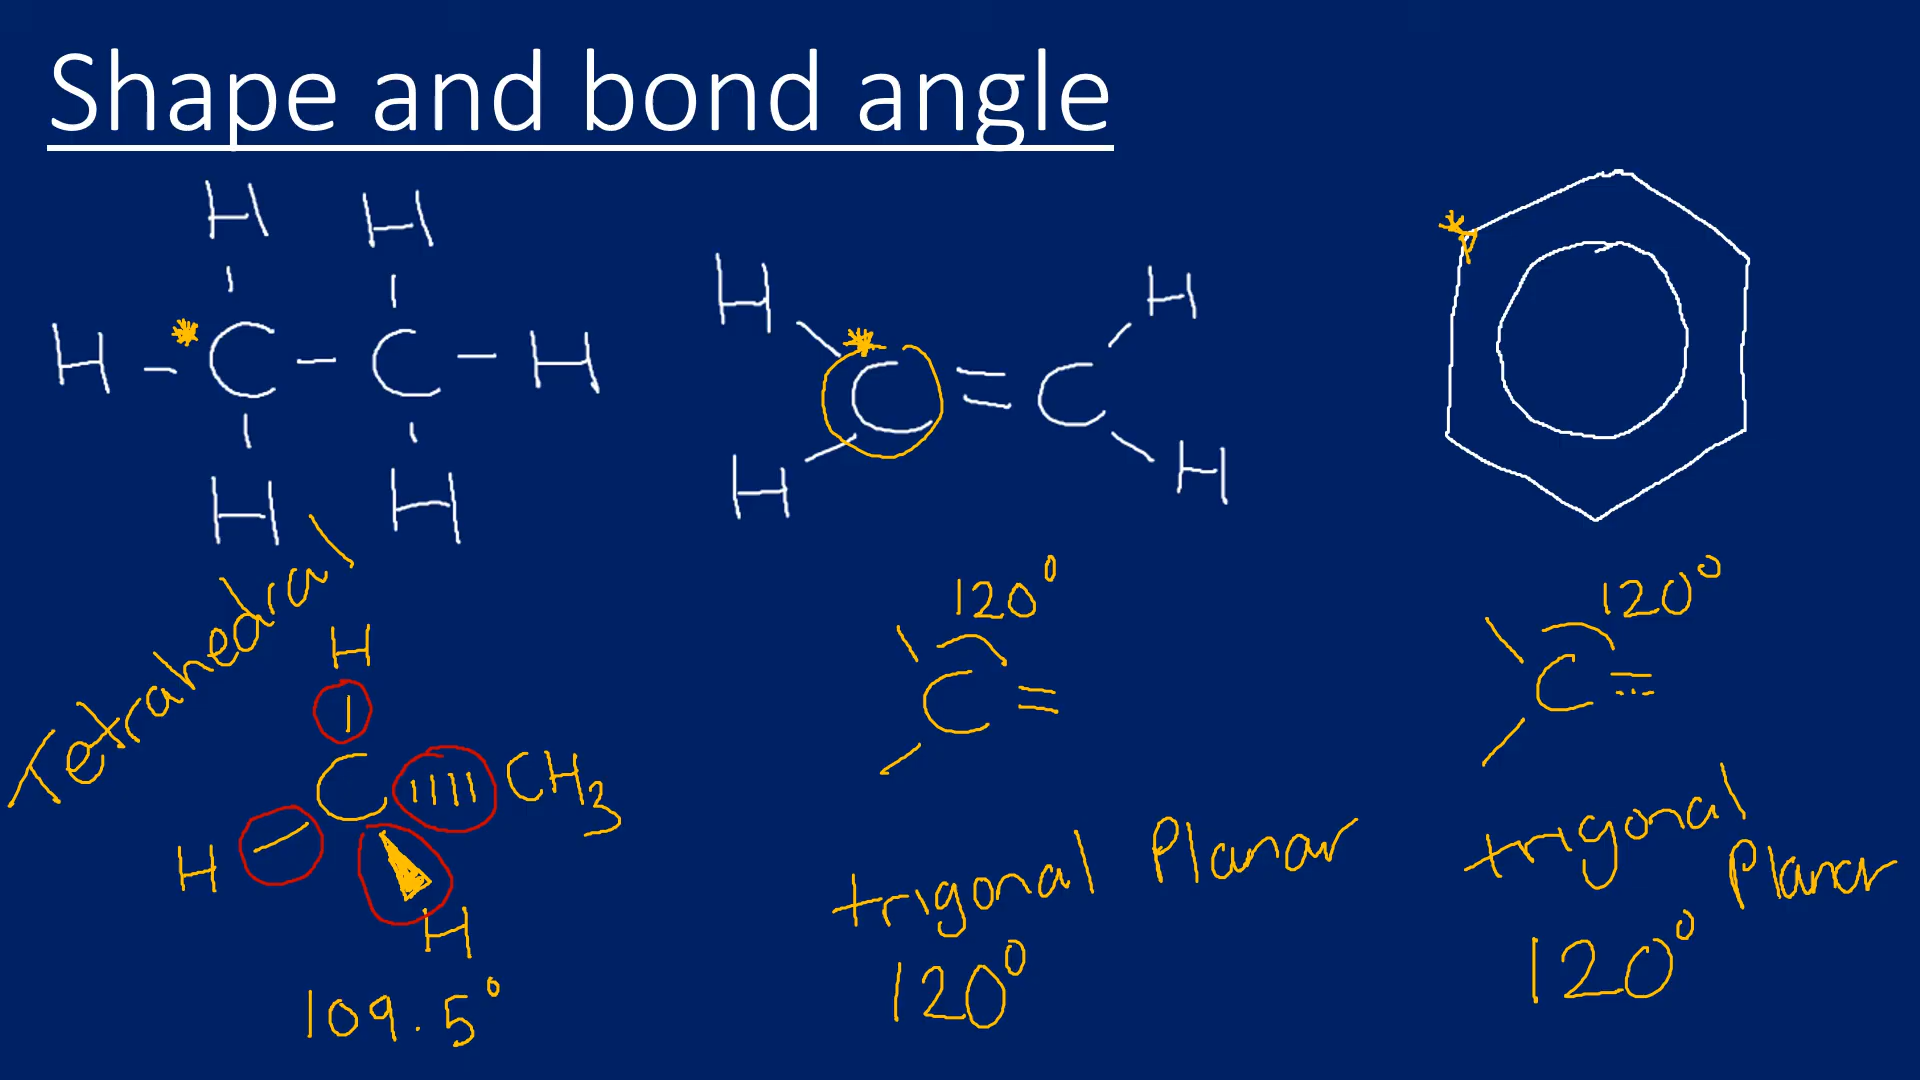 Shape and bond angle
H H
H - C - C - H
H H
H H
C = C
H H
Tetrahedral
H
C CH3
H
H
109.5°
120°
C =
trigonal Planar
120°
120°
C
trigonal
Planar
120°